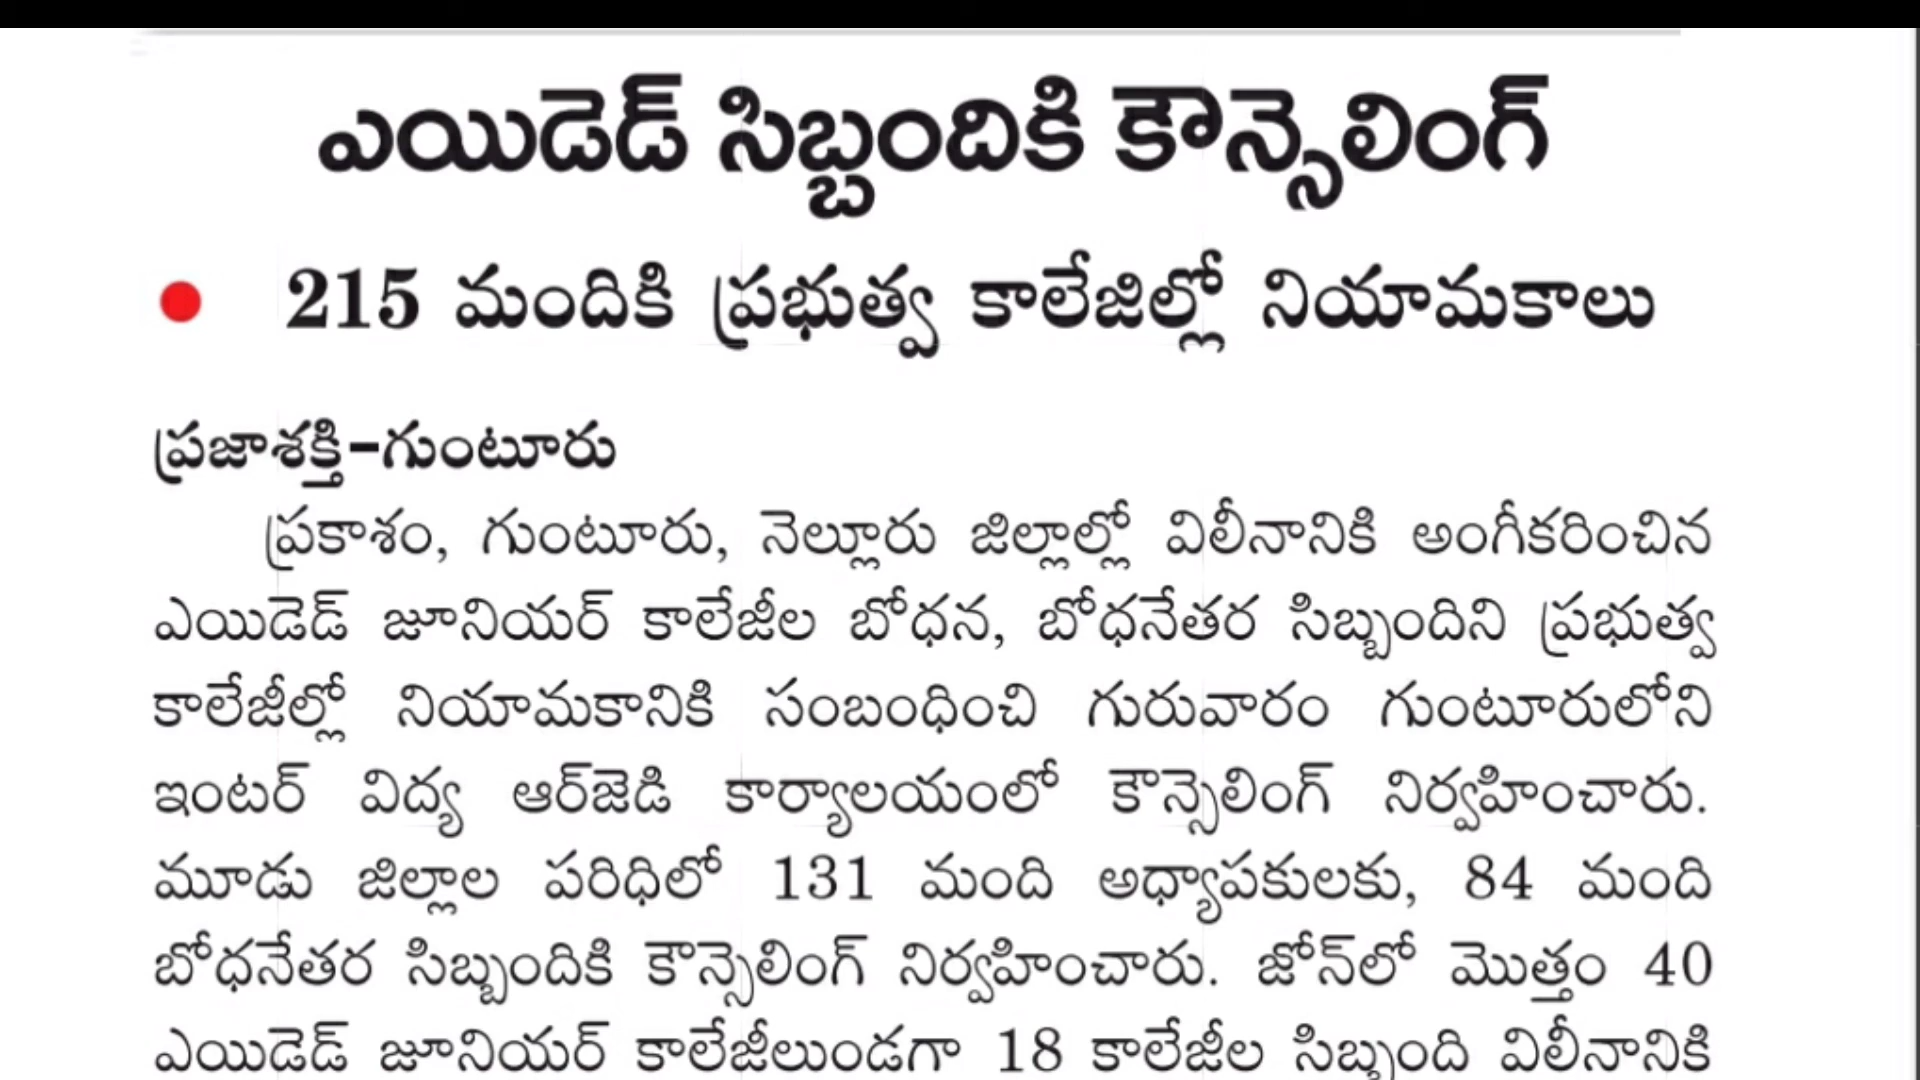 ఎయిడెడ్ సిబ్బందికి కౌన్సెలింగ్
• 215 మందికి ప్రభుత్వ కాలేజిల్లో నియామకాలు
ప్రజాశక్తి-గుంటూరు
ప్రకాశం, గుంటూరు, నెల్లూరు జిల్లాల్లో విలీనానికి అంగీకరించిన
ఎయిడెడ్ జూనియర్ కాలేజీల బోధన, బోధనేతర సిబ్బందిని ప్రభుత్వ
కాలేజీల్లో నియామకానికి సంబంధించి గురువారం గుంటూరులోని
ఇంటర్ విద్య ఆర్‌జెడి కార్యాలయంలో కౌన్సెలింగ్ నిర్వహించారు.
మూడు జిల్లాల పరిధిలో 131 మంది అధ్యాపకులకు, 84 మంది
బోధనేతర సిబ్బందికి కౌన్సెలింగ్ నిర్వహించారు. జోన్‌లో మొత్తం 40
ఎయిడెడ్ జూనియర్ కాలేజీలుండగా 18 కాలేజీల సిబ్బంది విలీనానికి